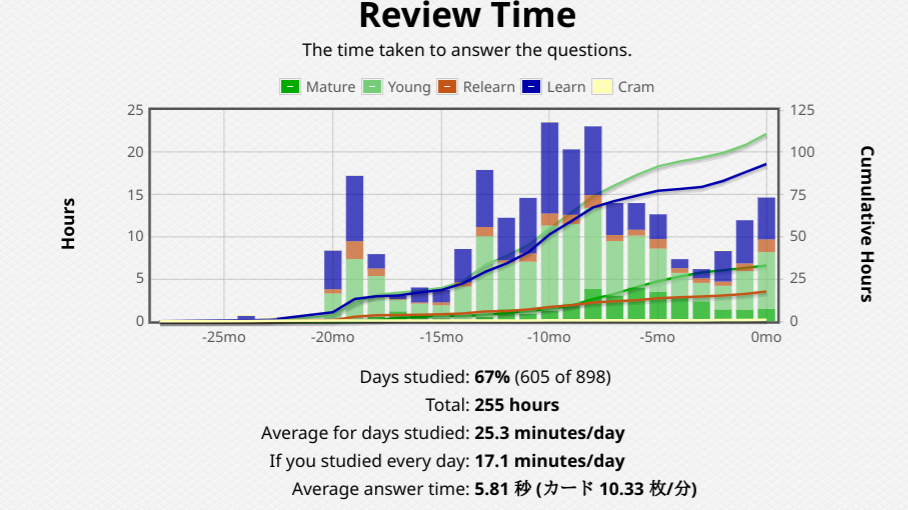 Review Time
The time taken to answer the questions.
Mature Young Relearn Learn Cram
25 125
20 100
15 75
10 50
5 25
0 0
Hours
Cumulative Hours
-25mo -20mo -15mo -10mo -5mo 0mo
Days studied: 67% (605 of 898)
Total: 255 hours
Average for days studied: 25.3 minutes/day
If you studied every day: 17.1 minutes/day
Average answer time: 5.81 秒 (カード 10.33 枚/分)